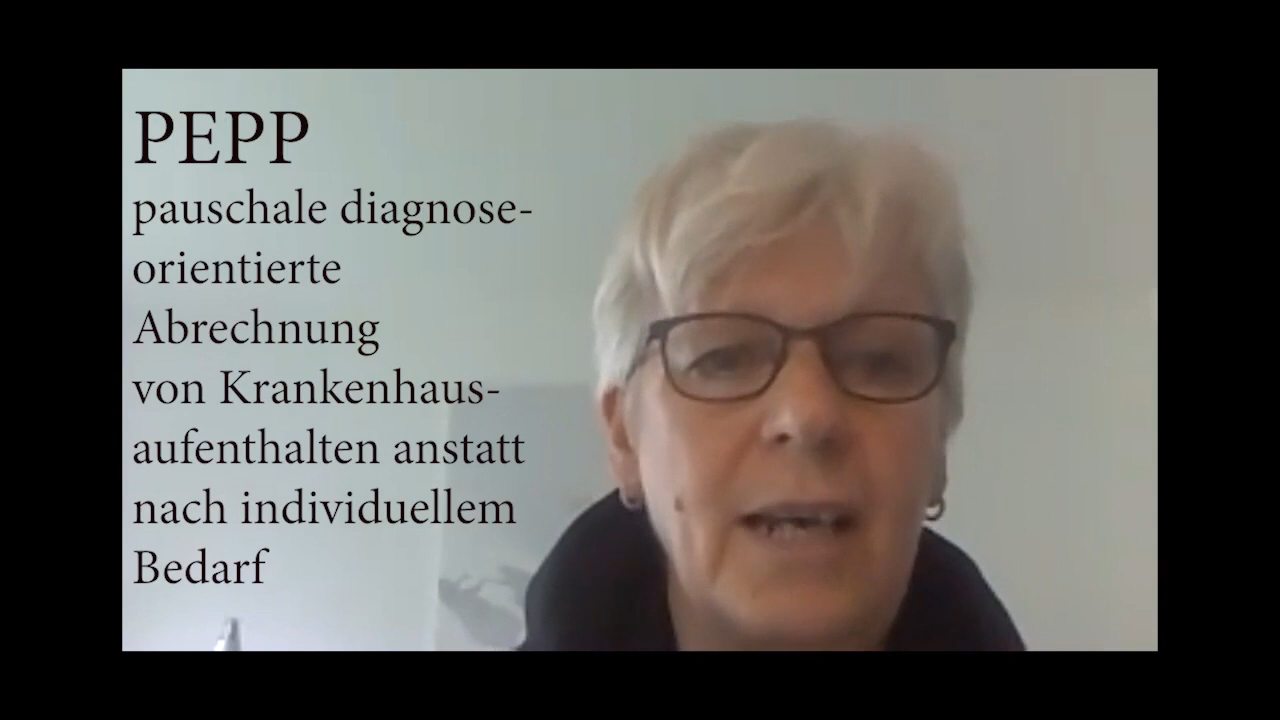 PEPP
pauschale diagnose-
orientierte
Abrechnung
von Krankenhaus-
aufenthalten anstatt
nach individuellem
Bedarf